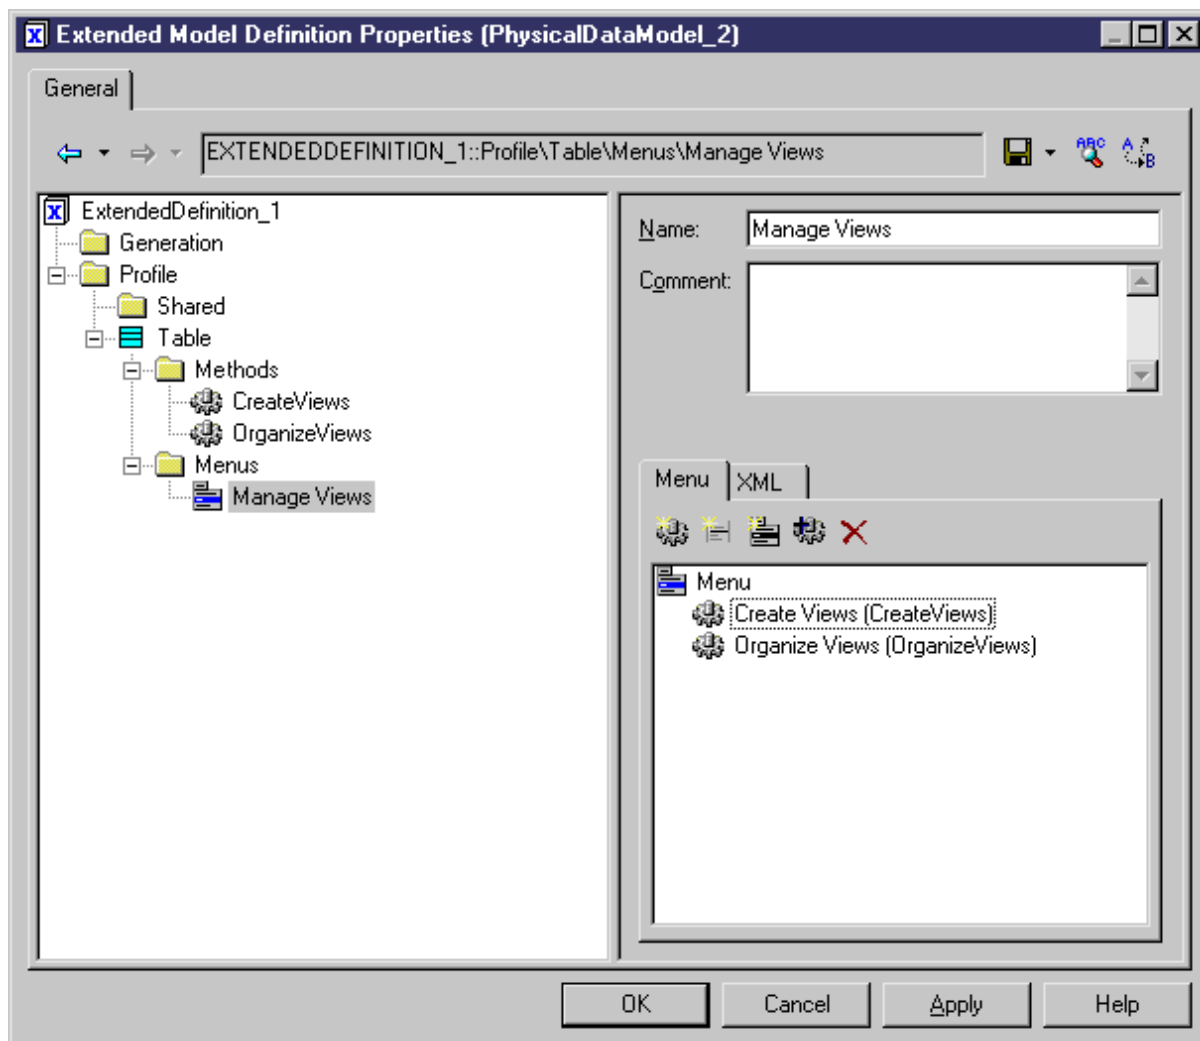 Extended Model Definition Properties (PhysicalDataModel_2)
General
EXTENDEDDEFINITION_1::Profile\Table\Menus\Manage Views
ABC
A
B
ExtendedDefinition_1
Generation
Profile
Shared
Table
Methods
CreateViews
OrganizeViews
Menus
Manage Views
Name:
Manage Views
Comment:
Menu
XML
Menu
Create Views (CreateViews)
Organize Views (OrganizeViews)
OK
Cancel
Apply
Help